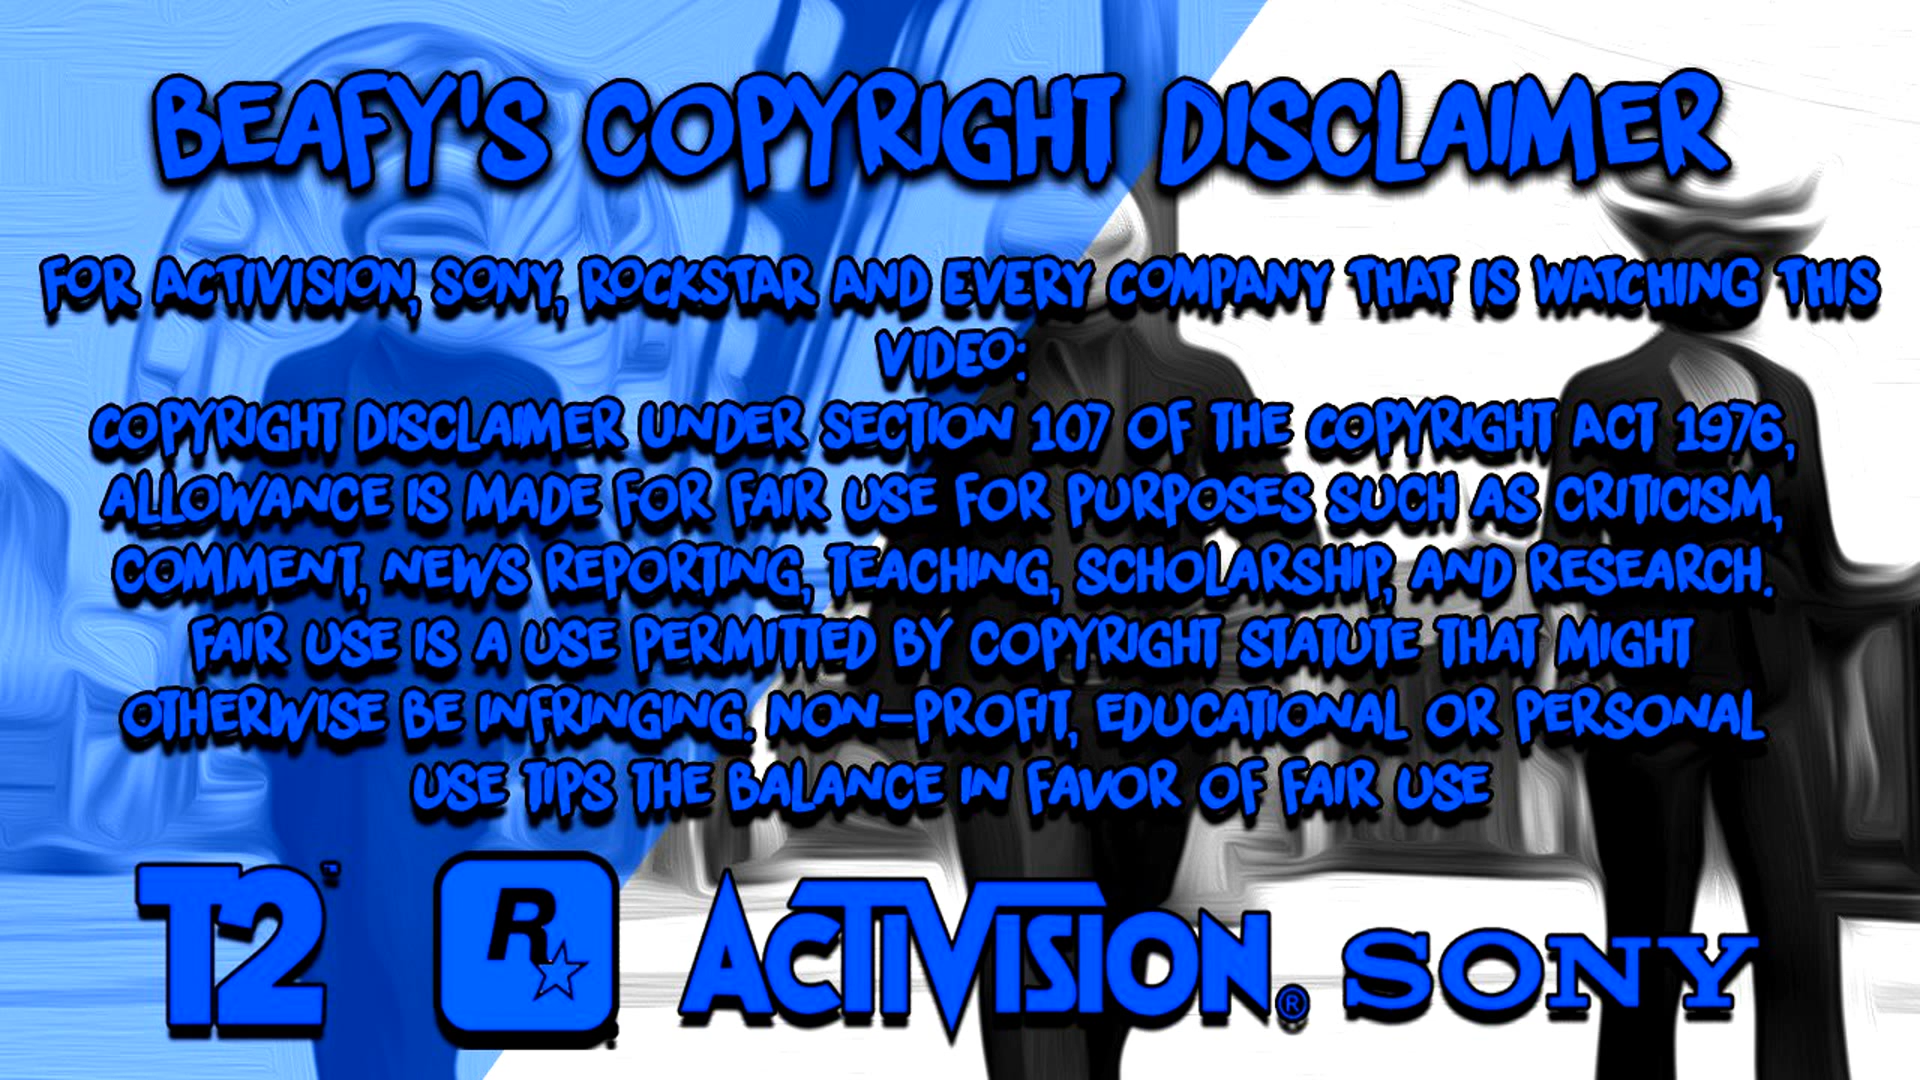 BEAFY'S COPYRIGHT DISCLAIMER
FOR ACTIVISION, SONY, ROCKSTAR AND EVERY COMPANY THAT IS WATCHING THIS
VIDEO:
COPYRIGHT DISCLAIMER UNDER SECTION 107 OF THE COPYRIGHT ACT 1976,
ALLOWANCE IS MADE FOR FAIR USE FOR PURPOSES SUCH AS CRITICISM,
COMMENT, NEWS REPORTING, TEACHING, SCHOLARSHIP, AND RESEARCH.
FAIR USE IS A USE PERMITTED BY COPYRIGHT STATUTE THAT MIGHT
OTHERWISE BE INFRINGING. NON-PROFIT, EDUCATIONAL OR PERSONAL
USE TIPS THE BALANCE IN FAVOR OF FAIR USE
T2™ R ACTIVISION® SONY